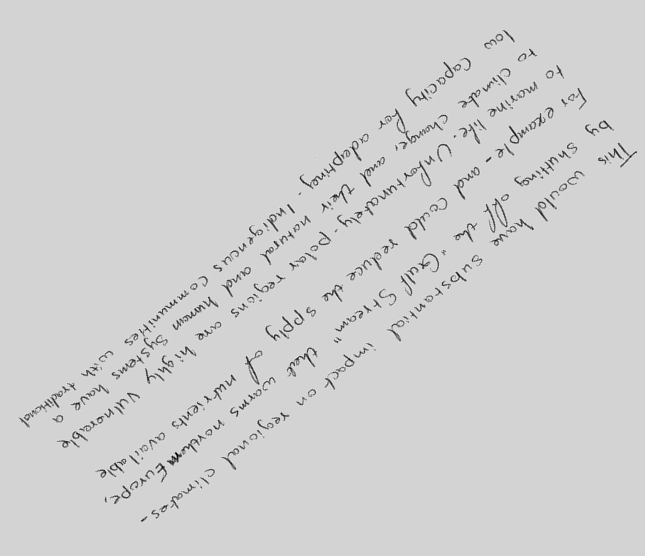 This would have substantial impact on regional climates-
by shutting off the "Gulf Stream" that warms northern Europe,
for example- and could reduce the spply of nutrients available
to marine life. Unfortunately- polar regions are highly vulnerable
to climate change, and their natural and human systems have a
low capacity for adapting. Indigenous communities with traditional